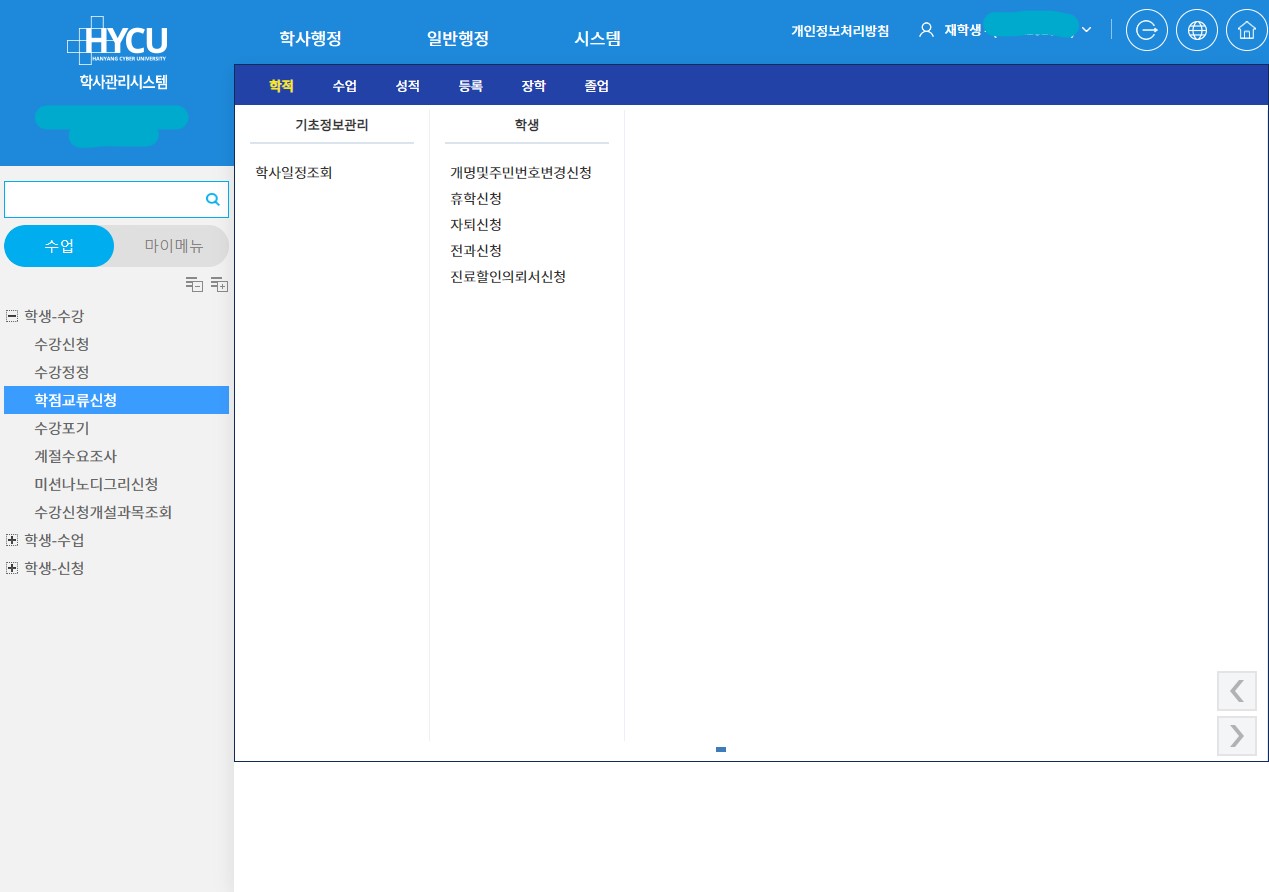 HYCU
HANYANG CYBER UNIVERSITY
학사관리시스템
학사행정 일반행정 시스템
개인정보처리방침 재학생
학적 수업 성적 등록 장학 졸업
기초정보관리
학사일정조회
학생
개명및주민번호변경신청
휴학신청
자퇴신청
전과신청
진료할인의뢰서신청
수업 마이메뉴
학생-수강
수강신청
수강정정
학점교류신청
수강포기
계절수요조사
미션나노디그리신청
수강신청개설과목조회
학생-수업
학생-신청